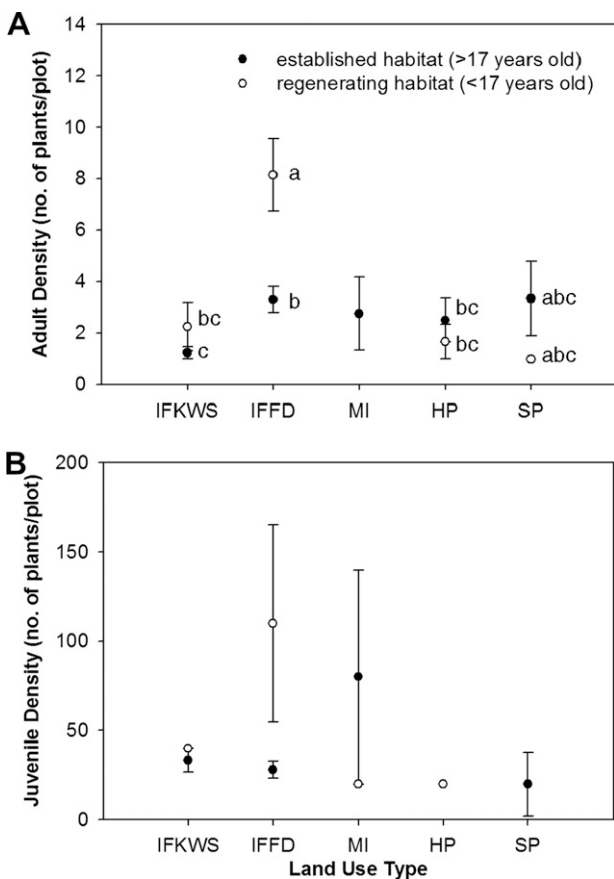 A
14
established habitat (>17 years old)
12
regenerating habitat (<17 years old)
10
8
a
6
4
b
bc
abc
2
bc
c
bc
abc
0
Adult Density (no. of plants/plot)
IFKWS IFFD MI HP SP
B
200
150
100
50
0
Juvenile Density (no. of plants/plot)
IFKWS IFFD MI HP SP
Land Use Type